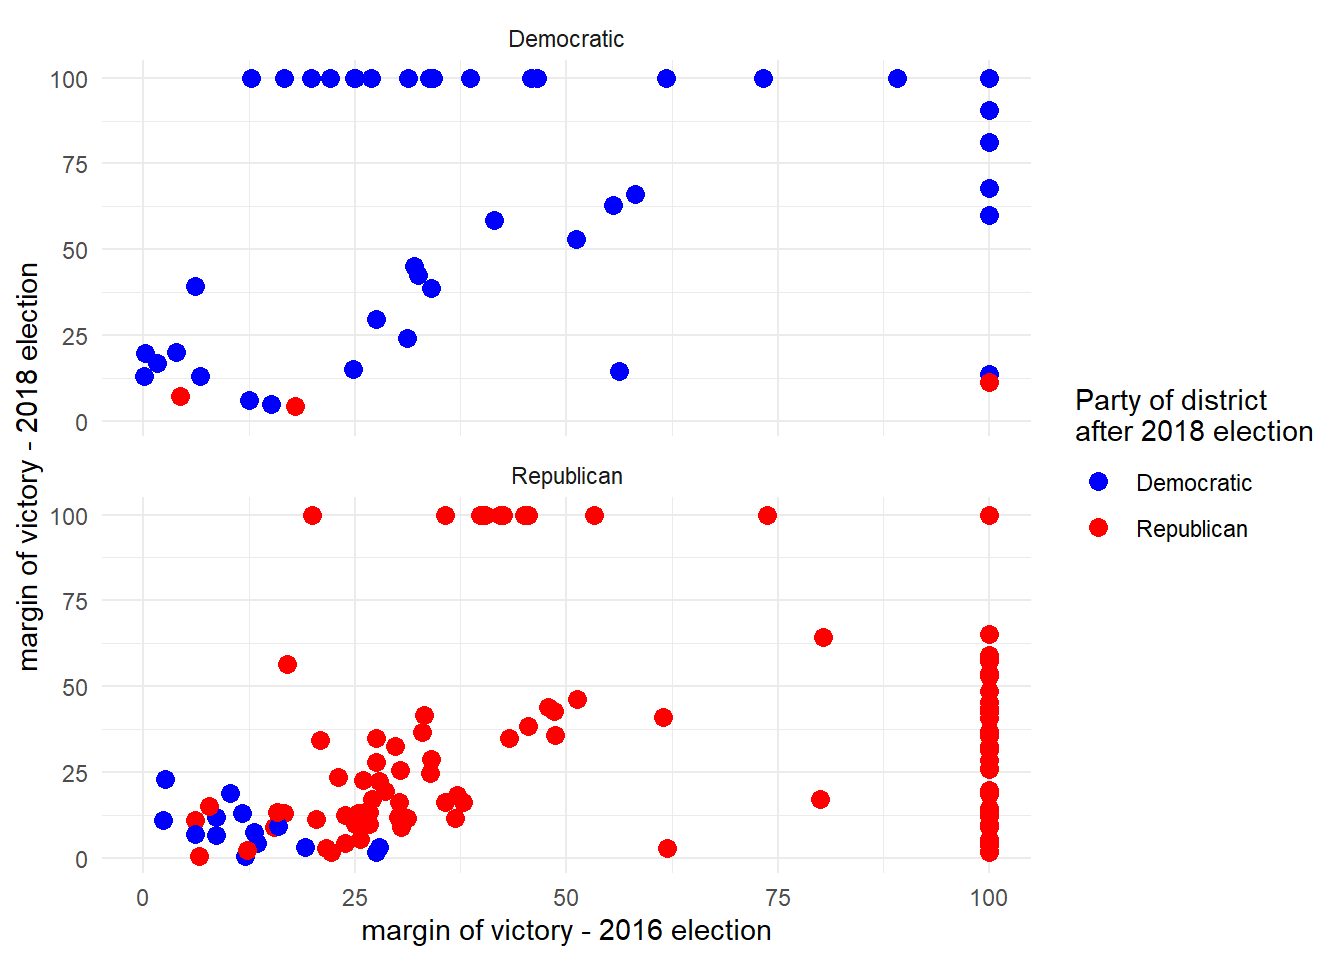 Democratic
100
75
50
25
0
Republican
100
75
50
25
0
0 25 50 75 100
margin of victory - 2016 election
margin of victory - 2018 election
Party of district
after 2018 election
Democratic
Republican